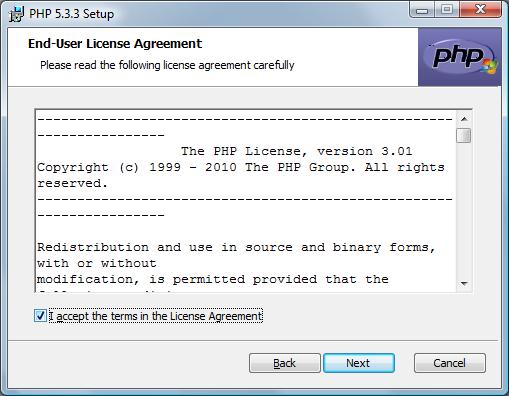 PHP 5.3.3 Setup
End-User License Agreement
Please read the following license agreement carefully
php
----------------------------------------------------
----------------
The PHP License, version 3.01
Copyright (c) 1999 - 2010 The PHP Group. All rights
reserved.
----------------------------------------------------
----------------
Redistribution and use in source and binary forms,
with or without
modification, is permitted provided that the
I accept the terms in the License Agreement
Back Next Cancel